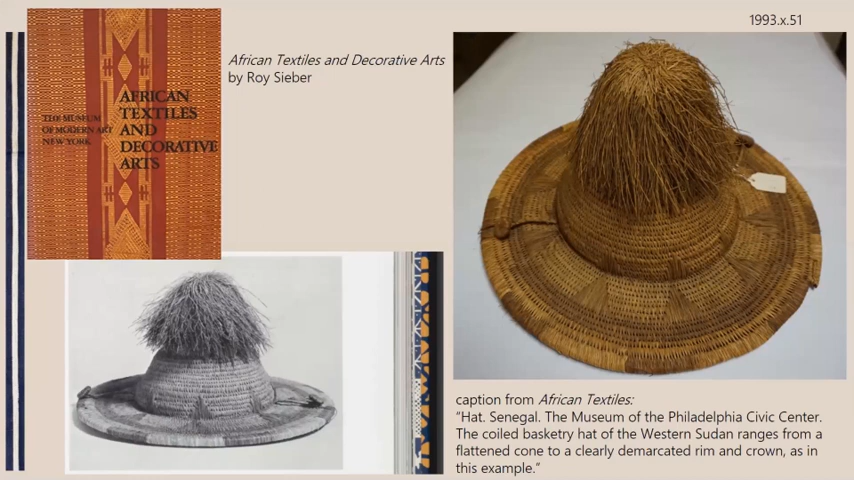 1993.x.51
African Textiles and Decorative Arts
by Roy Sieber
THE MUSEUM
OF MODERN ART
NEW YORK
AFRICAN
TEXTILES
AND
DECORATIVE
ARTS
caption from African Textiles:
“Hat. Senegal. The Museum of the Philadelphia Civic Center.
The coiled basketry hat of the Western Sudan ranges from a
flattened cone to a clearly demarcated rim and crown, as in
this example.”